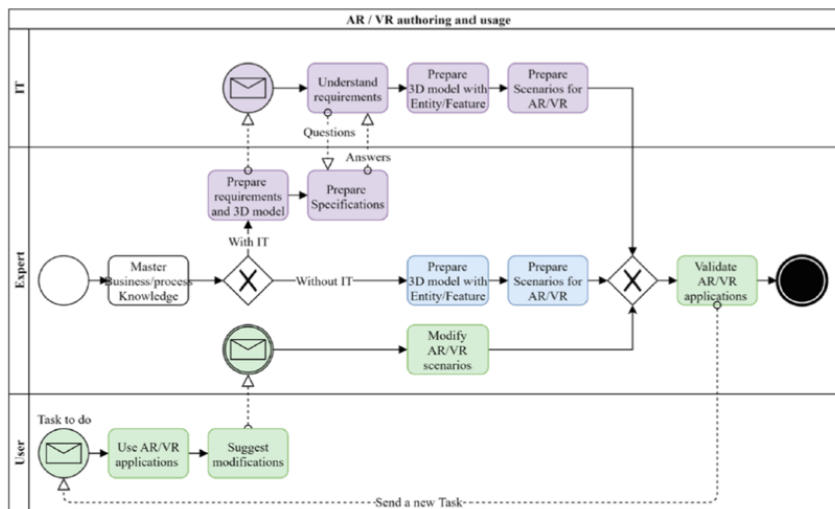 AR / VR authoring and usage
IT
Understand
requirements
Prepare
3D model with
Entity/Feature
Prepare
Scenarios for
AR/VR
Questions
Answers
Expert
Prepare
requirements
and 3D model
Prepare
Specifications
With IT
Master
Business/process
Knowledge
Without IT
Prepare
3D model with
Entity/Feature
Prepare
Scenarios for
AR/VR
Validate
AR/VR
applications
Modify
AR/VR
scenarios
User
Task to do
Use AR/VR
applications
Suggest
modifications
Send a new Task